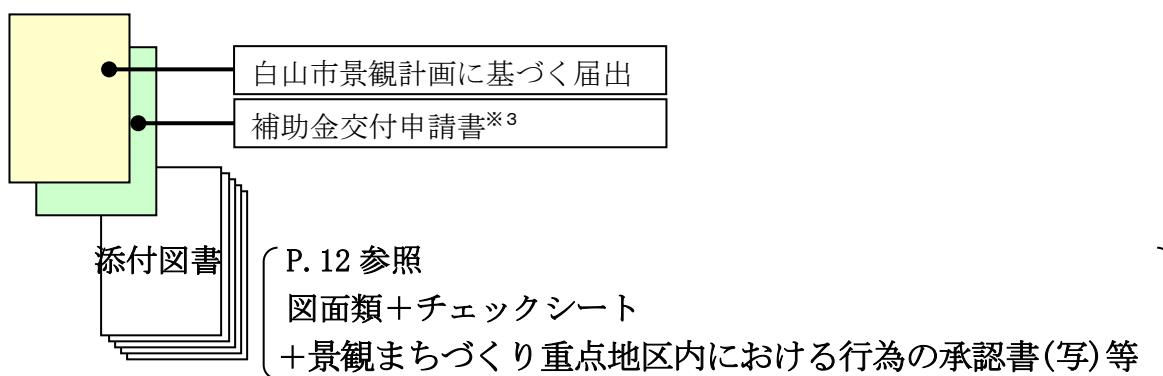 白山市景観計画に基づく届出
補助金交付申請書※3
添付図書
P.12参照
図面類＋チェックシート
＋景観まちづくり重点地区内における行為の承認書(写)等